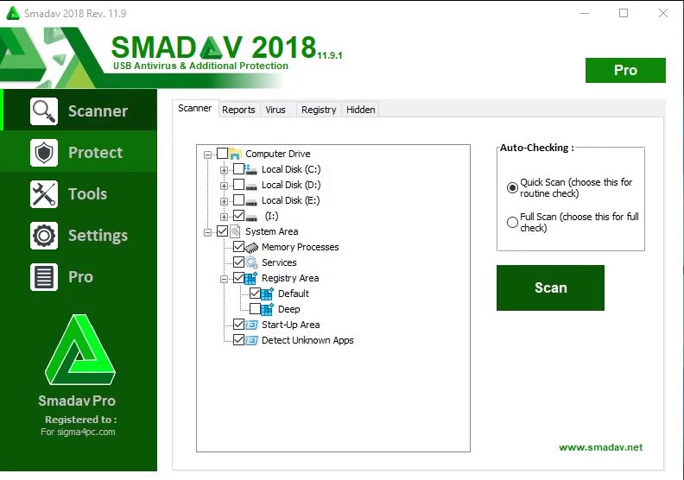 Smadav 2018 Rev. 11.9
SMADAV 2018 11.9.1
USB Antivirus & Additional Protection
Pro
Scanner
Protect
Tools
Settings
Pro
Smadav Pro
Registered to :
For sigma4pc.com
Scanner Reports Virus Registry Hidden
Computer Drive
Local Disk (C:)
Local Disk (D:)
Local Disk (E:)
(I:)
System Area
Memory Processes
Services
Registry Area
Default
Deep
Start-Up Area
Detect Unknown Apps
Auto-Checking :
Quick Scan (choose this for
routine check)
Full Scan (choose this for full
check)
Scan
www.smadav.net